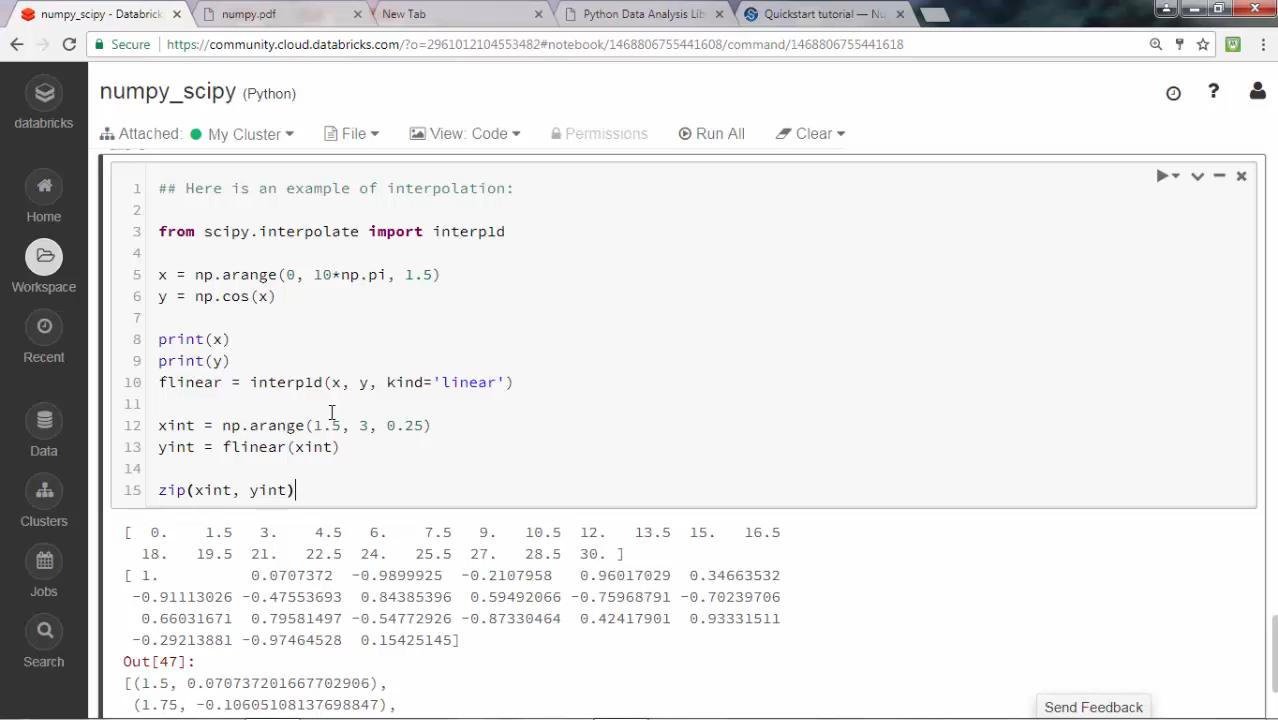 numpy_scipy - Databrick
numpy.pdf
New Tab
Python Data Analysis Lib
Quickstart tutorial — Nu
Secure
https://community.cloud.databricks.com/?o=2961012104553482#notebook/1468806755441608/command/1468806755441618
databricks
numpy_scipy (Python)
Attached: My Cluster File View: Code Permissions Run All Clear
Home
Workspace
Recent
Data
Clusters
Jobs
Search
1 ## Here is an example of interpolation:
2
3 from scipy.interpolate import interp1d
4
5 x = np.arange(0, 10*np.pi, 1.5)
6 y = np.cos(x)
7
8 print(x)
9 print(y)
10 flinear = interp1d(x, y, kind='linear')
11
12 xint = np.arange(1.5, 3, 0.25)
13 yint = flinear(xint)
14
15 zip(xint, yint)
[ 0. 1.5 3. 4.5 6. 7.5 9. 10.5 12. 13.5 15. 16.5
18. 19.5 21. 22.5 24. 25.5 27. 28.5 30. ]
[ 1. 0.0707372 -0.9899925 -0.2107958 0.96017029 0.34663532
-0.91113026 -0.47553693 0.84385396 0.59492066 -0.75968791 -0.70239706
0.66031671 0.79581497 -0.54772926 -0.87330464 0.42417901 0.93331511
-0.29213881 -0.97464528 0.15425145]
Out[47]:
[(1.5, 0.070737201667702906),
(1.75, -0.10605108137698847),
Send Feedback